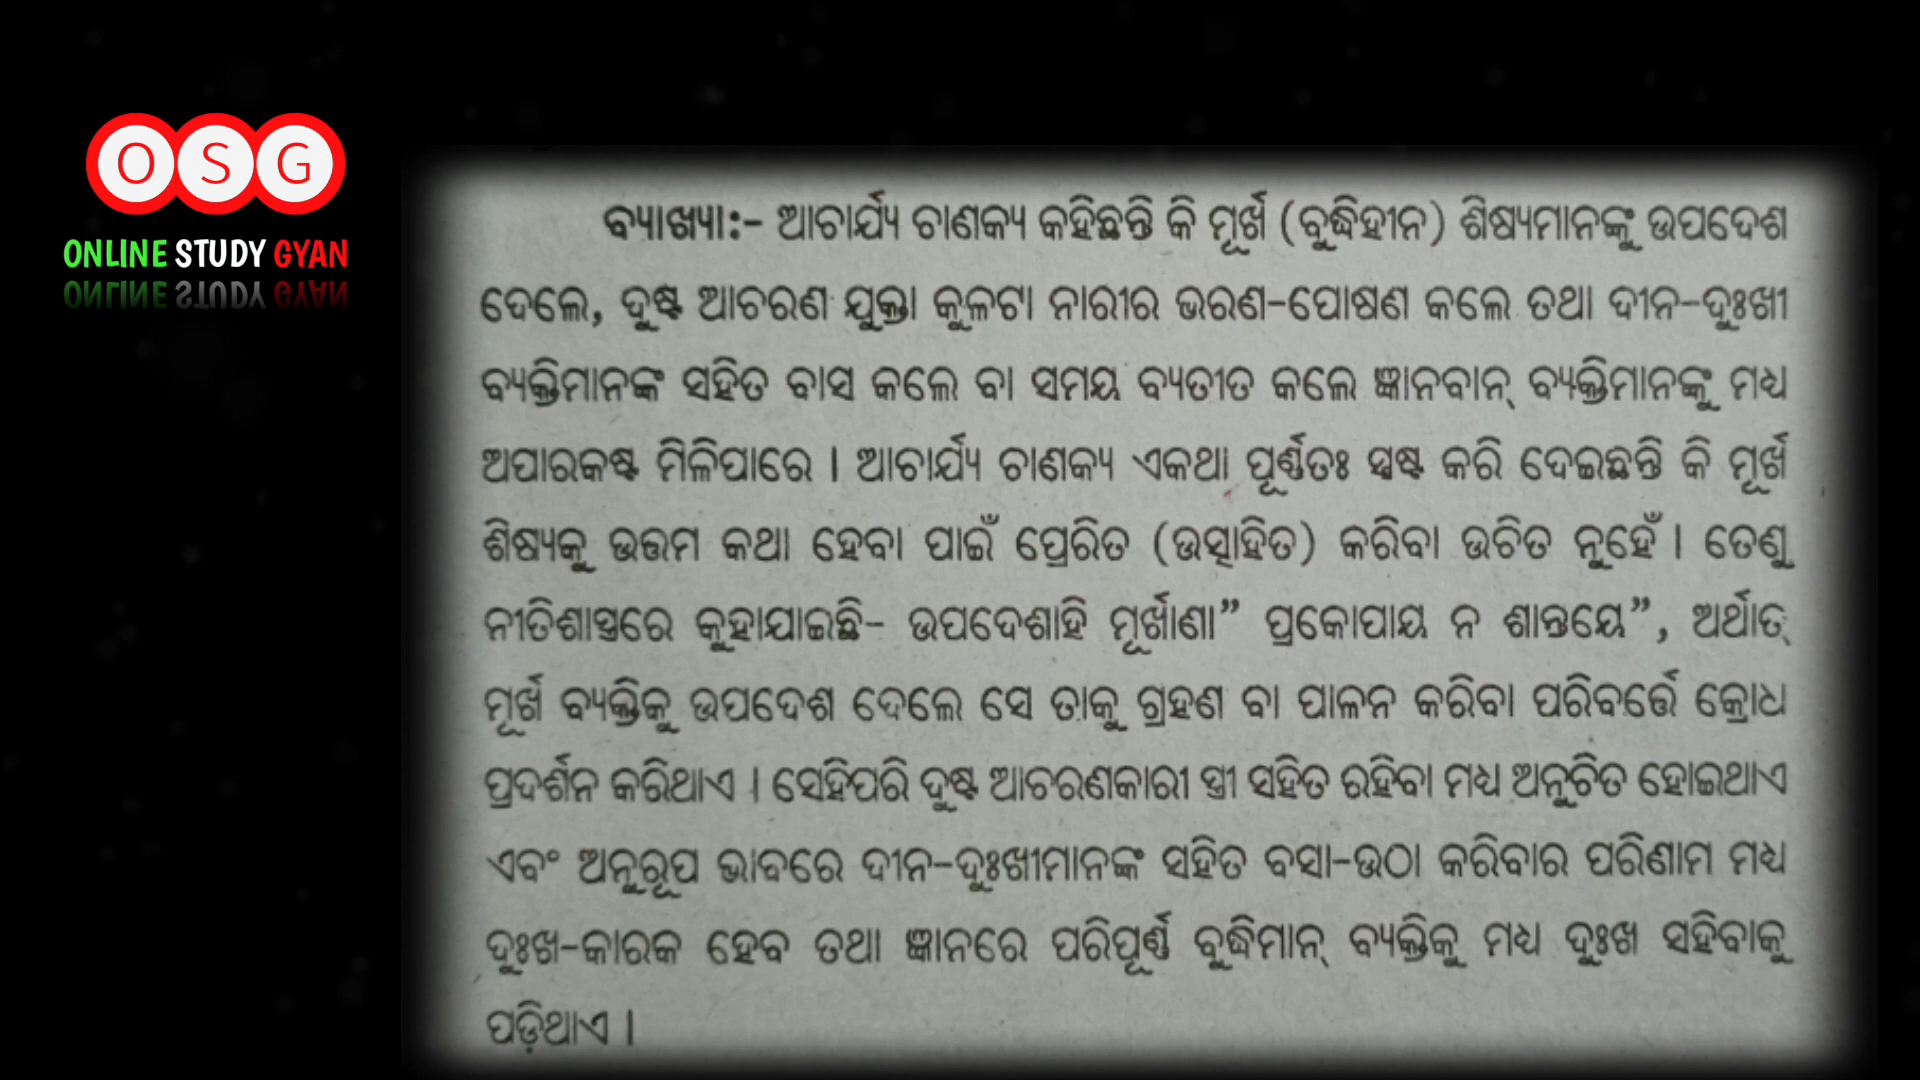 OSG
ONLINE STUDY GYAN
ବ୍ୟାଖ୍ୟା:- ଆଚାର୍ଯ୍ୟ ଚାଣକ୍ୟ କହିଛନ୍ତି କି ମୂର୍ଖ (ବୁଦ୍ଧିହୀନ) ଶିଷ୍ୟମାନଙ୍କୁ ଉପଦେଶ
ଦେଲେ, ଦୁଷ୍ଟ ଆଚରଣ ଯୁକ୍ତା କୁଳଟା ନାରୀର ଭରଣ-ପୋଷଣ କଲେ ତଥା ଦୀନ-ଦୁଃଖୀ
ବ୍ୟକ୍ତିମାନଙ୍କ ସହିତ ବାସ କଲେ ବା ସମୟ ବ୍ୟତୀତ କଲେ ଜ୍ଞାନବାନ୍ ବ୍ୟକ୍ତିମାନଙ୍କୁ ମଧ୍ୟ
ଅପାରକଷ୍ଟ ମିଳିପାରେ । ଆଚାର୍ଯ୍ୟ ଚାଣକ୍ୟ ଏକଥା ପୂର୍ଣ୍ଣତଃ ସ୍ପଷ୍ଟ କରି ଦେଇଛନ୍ତି କି ମୂର୍ଖ
ଶିଷ୍ୟକୁ ଉତ୍ତମ କଥା ହେବା ପାଇଁ ପ୍ରେରିତ (ଉତ୍ସାହିତ) କରିବା ଉଚିତ ନୁହେଁ । ତେଣୁ
ନୀତିଶାସ୍ତ୍ରରେ କୁହାଯାଇଛି- ଉପଦେଶାହି ମୂର୍ଖାଣା” ପ୍ରକୋପାୟ ନ ଶାନ୍ତୟେ”, ଅର୍ଥାତ୍
ମୂର୍ଖ ବ୍ୟକ୍ତିକୁ ଉପଦେଶ ଦେଲେ ସେ ତାକୁ ଗ୍ରହଣ ବା ପାଳନ କରିବା ପରିବର୍ତ୍ତେ କ୍ରୋଧ
ପ୍ରଦର୍ଶନ କରିଥାଏ । ସେହିପରି ଦୁଷ୍ଟ ଆଚରଣକାରୀ ସ୍ତ୍ରୀ ସହିତ ରହିବା ମଧ୍ୟ ଅନୁଚିତ ହୋଇଥାଏ
ଏବଂ ଅନୁରୂପ ଭାବରେ ଦୀନ-ଦୁଃଖୀମାନଙ୍କ ସହିତ ବସା-ଉଠା କରିବାର ପରିଣାମ ମଧ୍ୟ
ଦୁଃଖ-କାରକ ହେବ ତଥା ଜ୍ଞାନରେ ପରିପୂର୍ଣ୍ଣ ବୁଦ୍ଧିମାନ୍ ବ୍ୟକ୍ତିକୁ ମଧ୍ୟ ଦୁଃଖ ସହିବାକୁ
ପଡ଼ିଥାଏ ।